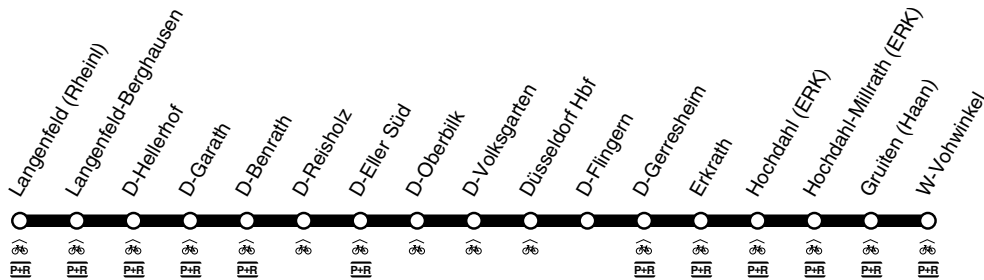 Langenfeld (Rheinl)
Langenfeld-Berghausen
D-Hellerhof
D-Garath
D-Benrath
D-Reisholz
D-Eller Süd
D-Oberbilk
D-Volksgarten
Düsseldorf Hbf
D-Flingern
D-Gerresheim
Erkrath
Hochdahl (ERK)
Hochdahl-Millrath (ERK)
Gruiten (Haan)
W-Vohwinkel
P+R P+R P+R P+R P+R P+R P+R P+R P+R P+R P+R P+R